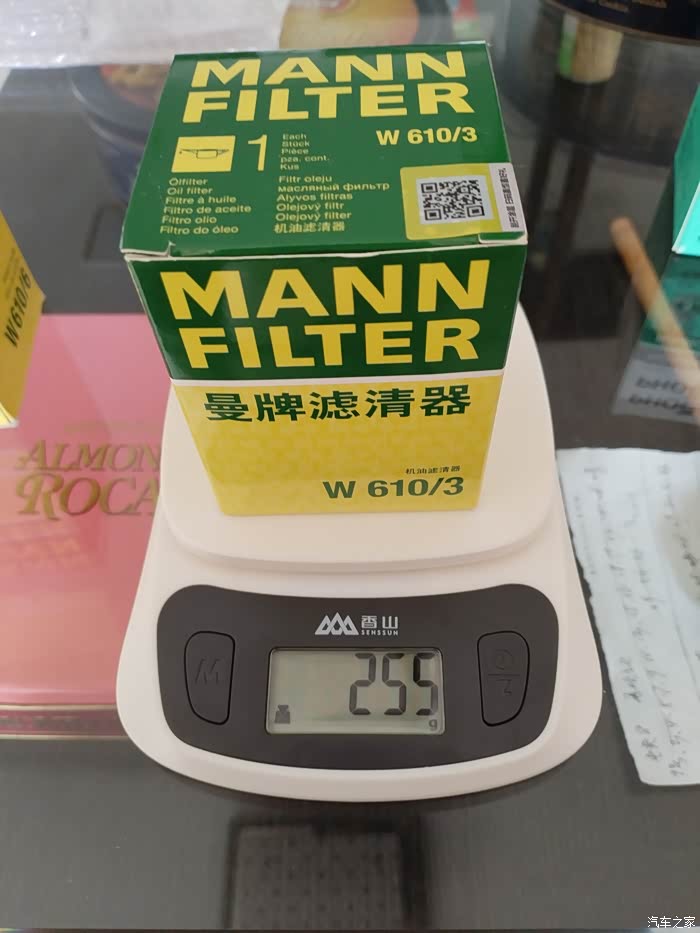 MANN
FILTER
W 610/3
1
Each
Stück
Pièce
pza. cont.
Kus
Ölfilter
Oil filter
Filtre à huile
Filtro de aceite
Filtro olio
Filtro do óleo
Filtr oleju
масляный фильтр
Alyvos filtras
Olejový filtr
Olejový filter
机油滤清器
MANN
FILTER
曼牌滤清器
机油滤清器
W 610/3
W 610/6
ALMON
ROCA
香山
SENSSUN
M
255
g
汽车之家